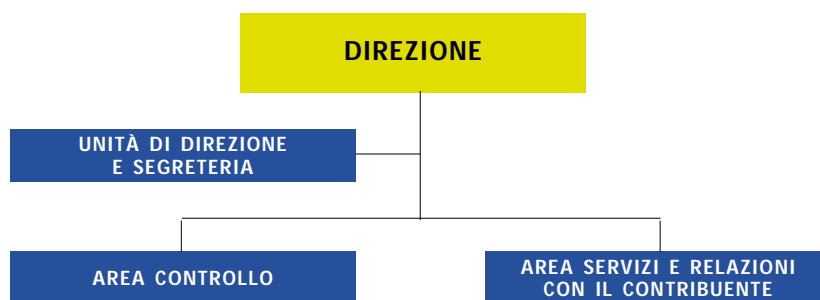 DIREZIONE
UNITÀ DI DIREZIONE
E SEGRETERIA
AREA CONTROLLO
AREA SERVIZI E RELAZIONI
CON IL CONTRIBUENTE